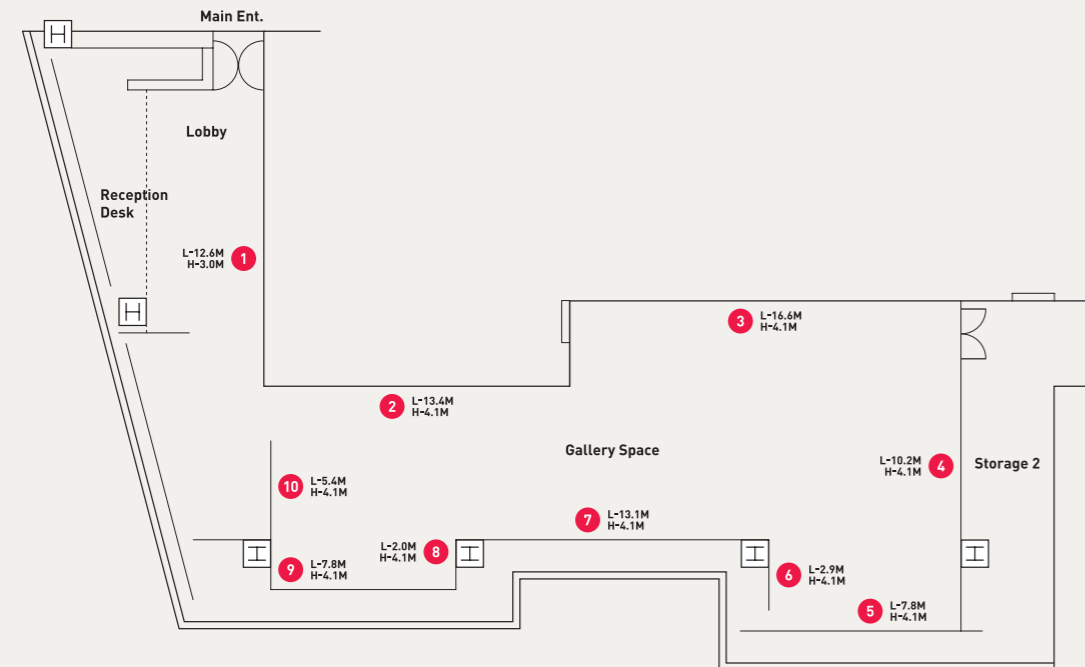 Main Ent.
Lobby
Reception
Desk
L-12.6M
H-3.0M
1
3
L-16.6M
H-4.1M
2
L-13.4M
H-4.1M
Gallery Space
L-10.2M
H-4.1M
4
Storage 2
10
L-5.4M
H-4.1M
7
L-13.1M
H-4.1M
L-2.0M
H-4.1M
8
9
L-7.8M
H-4.1M
6
L-2.9M
H-4.1M
5
L-7.8M
H-4.1M